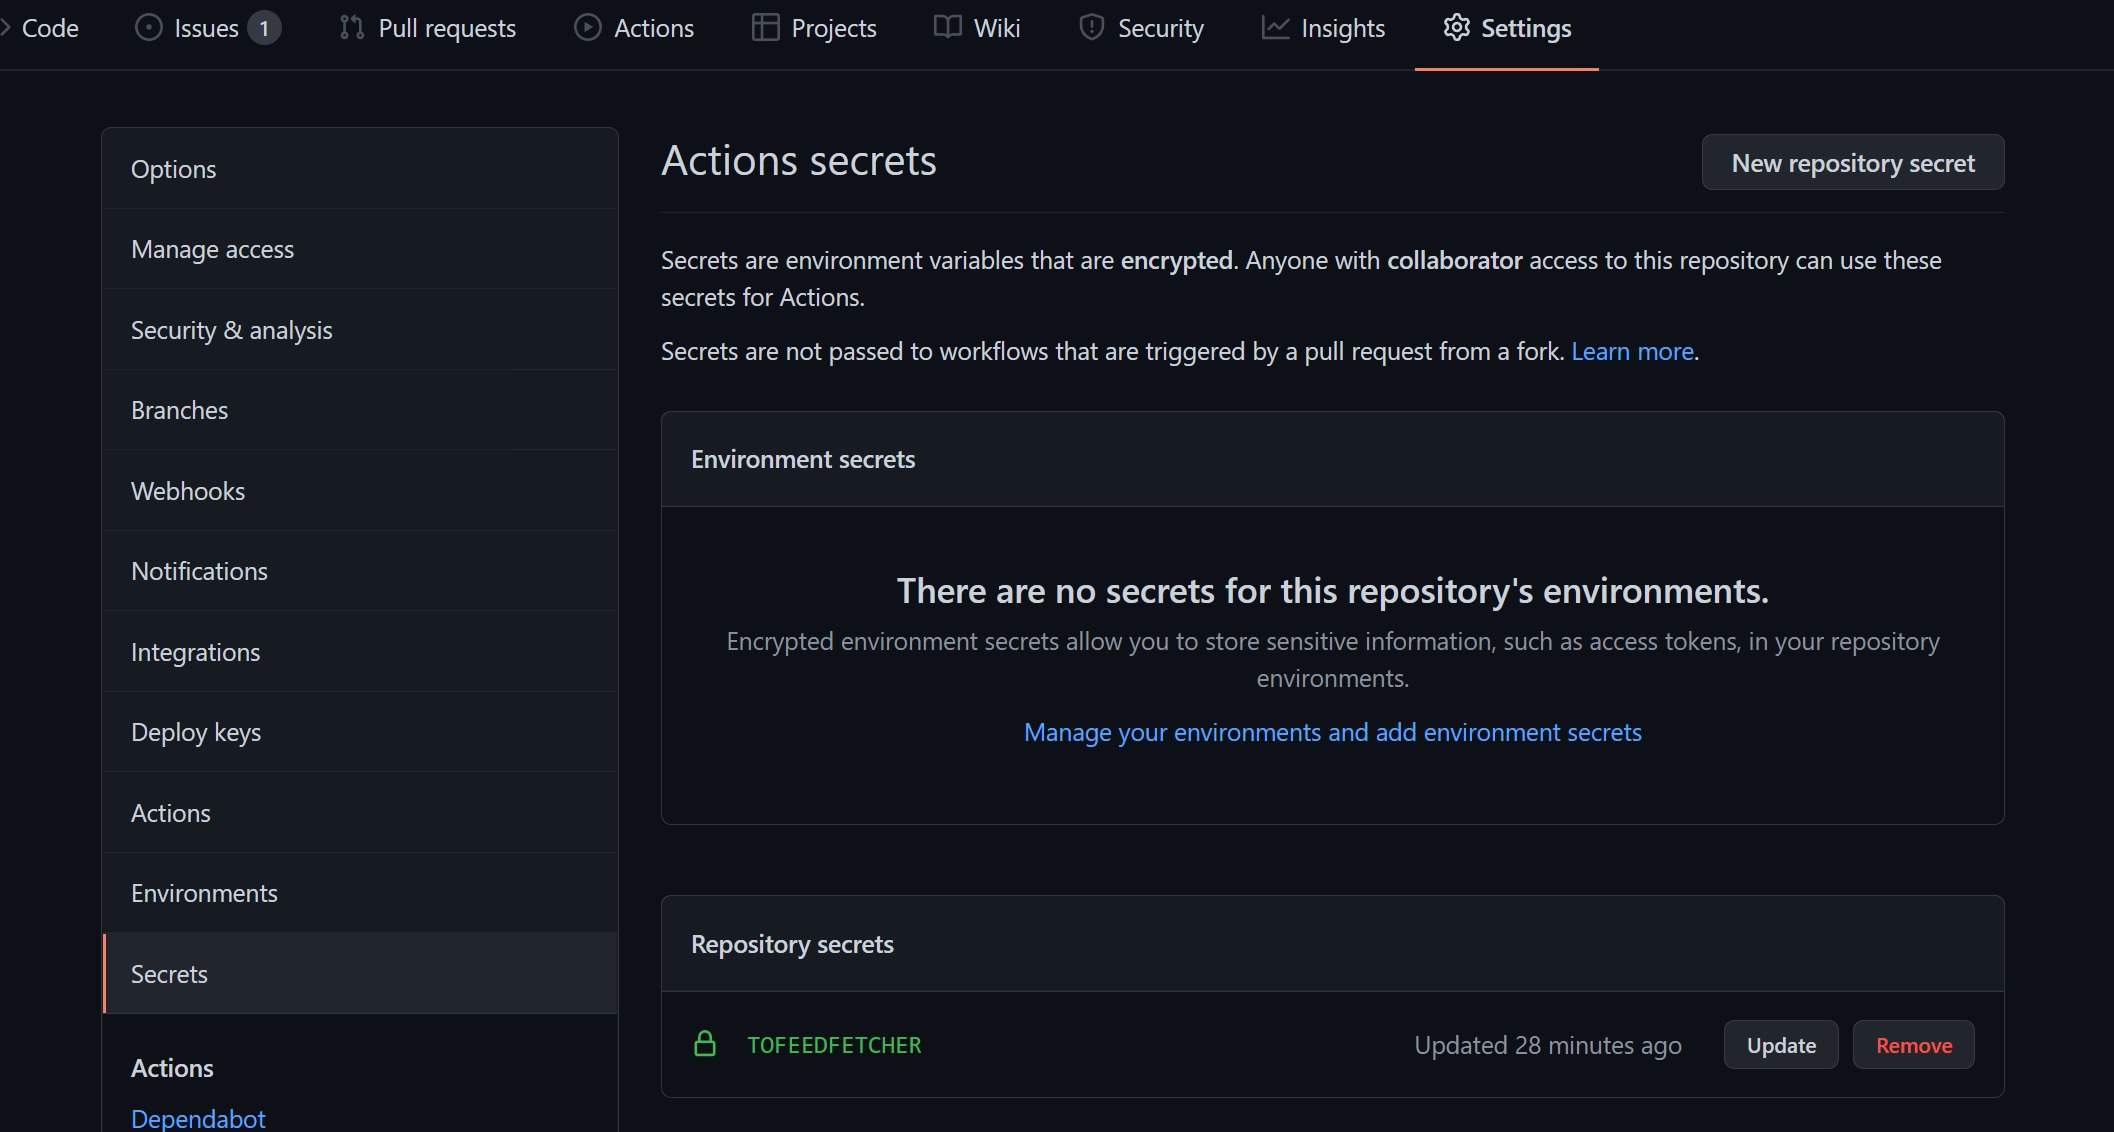 Code Issues 1 Pull requests Actions Projects Wiki Security Insights Settings
Options
Manage access
Security & analysis
Branches
Webhooks
Notifications
Integrations
Deploy keys
Actions
Environments
Secrets
Actions
Dependabot
Actions secrets
New repository secret
Secrets are environment variables that are encrypted. Anyone with collaborator access to this repository can use these
secrets for Actions.
Secrets are not passed to workflows that are triggered by a pull request from a fork. Learn more.
Environment secrets
There are no secrets for this repository's environments.
Encrypted environment secrets allow you to store sensitive information, such as access tokens, in your repository
environments.
Manage your environments and add environment secrets
Repository secrets
TOFEEDFETCHER Updated 28 minutes ago Update Remove